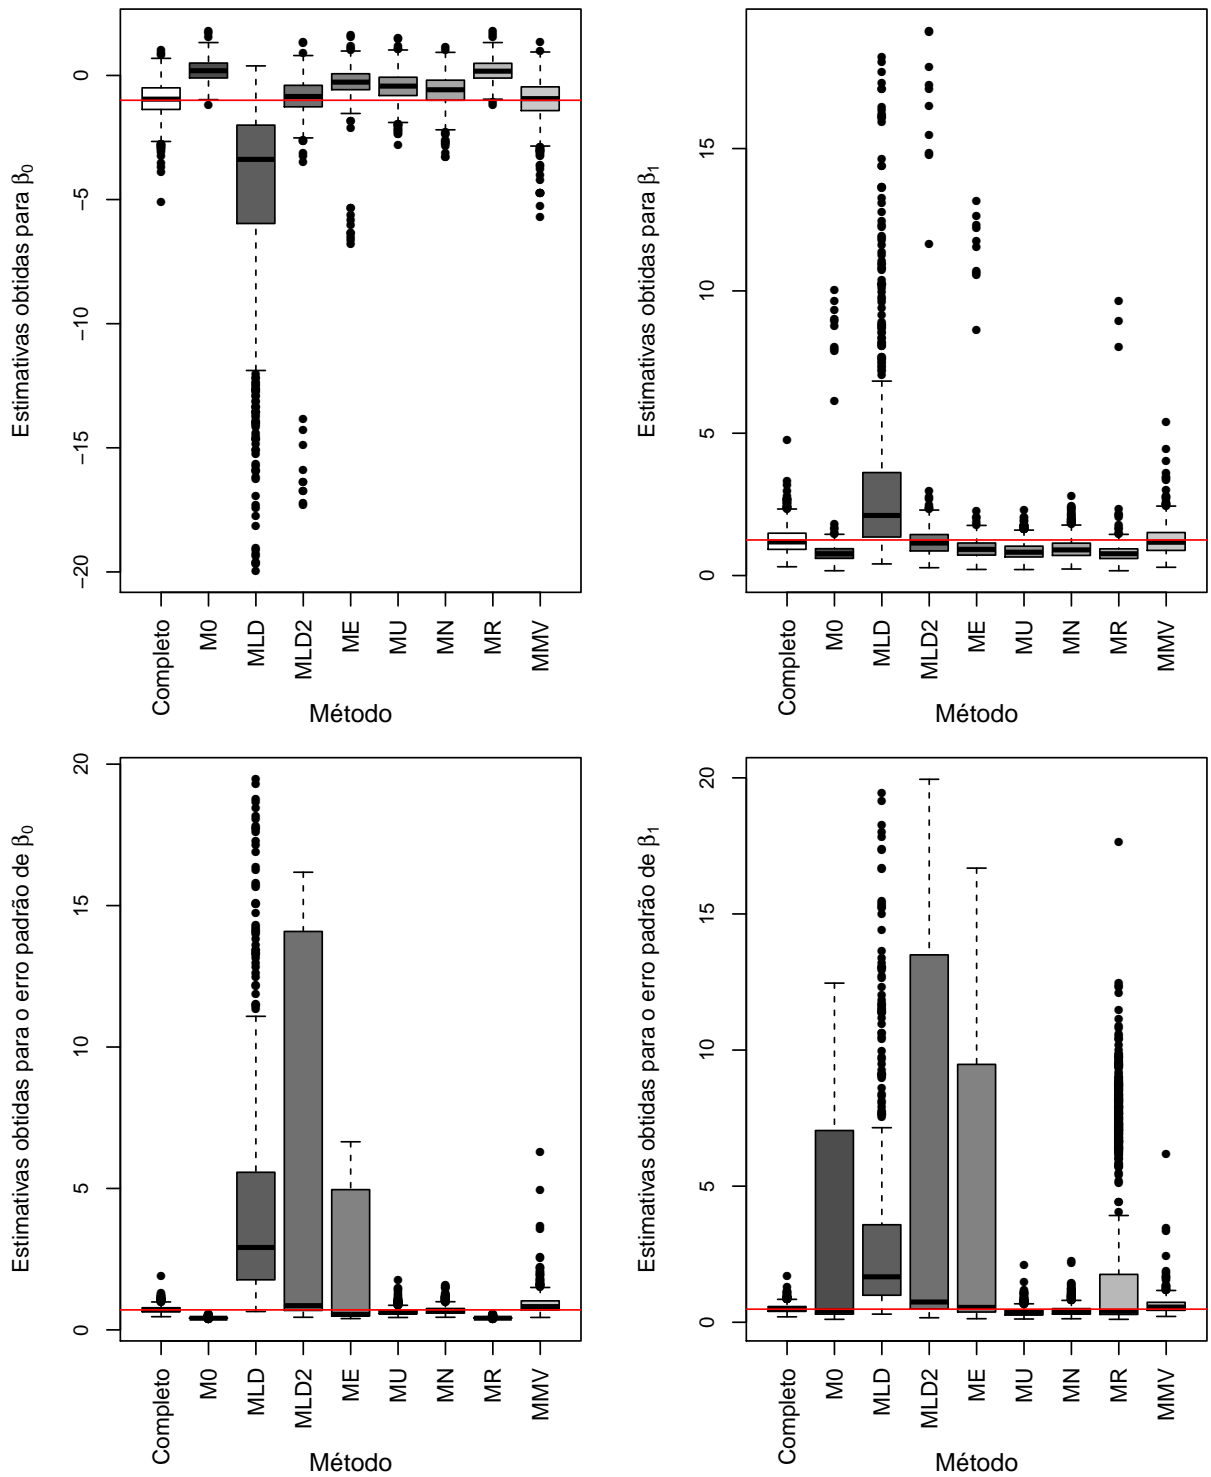 Estimativas obtidas para β₀
0
−5
−10
−15
−20
Completo
M0
MLD
MLD2
ME
MU
MN
MR
MMV
Método
Estimativas obtidas para β₁
15
10
5
0
Completo
M0
MLD
MLD2
ME
MU
MN
MR
MMV
Método
Estimativas obtidas para o erro padrão de β₀
20
15
10
5
0
Completo
M0
MLD
MLD2
ME
MU
MN
MR
MMV
Método
Estimativas obtidas para o erro padrão de β₁
20
15
10
5
0
Completo
M0
MLD
MLD2
ME
MU
MN
MR
MMV
Método